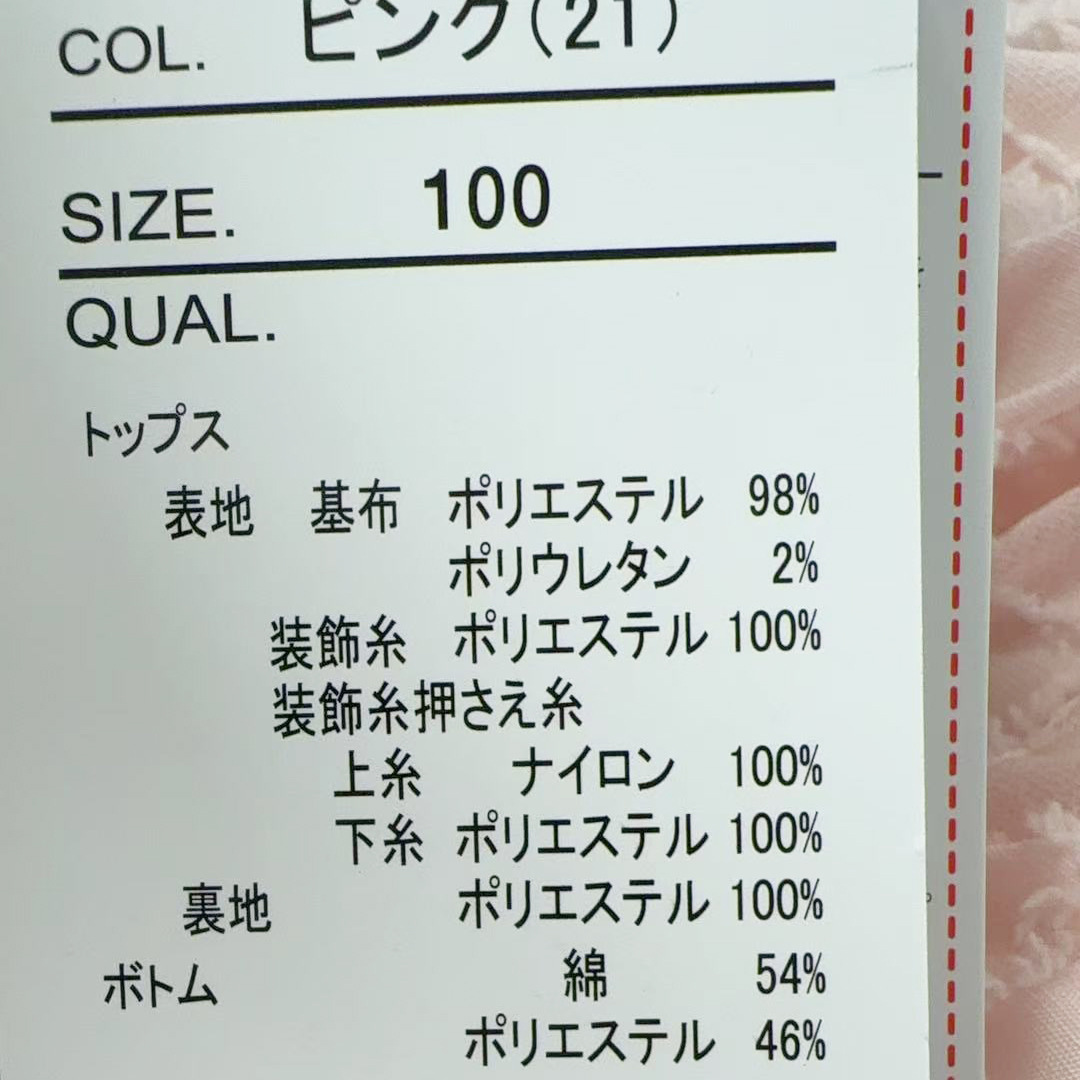 COL. ピンク(21)
SIZE. 100
QUAL.
トップス
表地 基布 ポリエステル 98%
ポリウレタン 2%
装飾糸 ポリエステル 100%
装飾糸押さえ糸
上糸 ナイロン 100%
下糸 ポリエステル 100%
裏地 ポリエステル 100%
ボトム 綿 54%
ポリエステル 46%